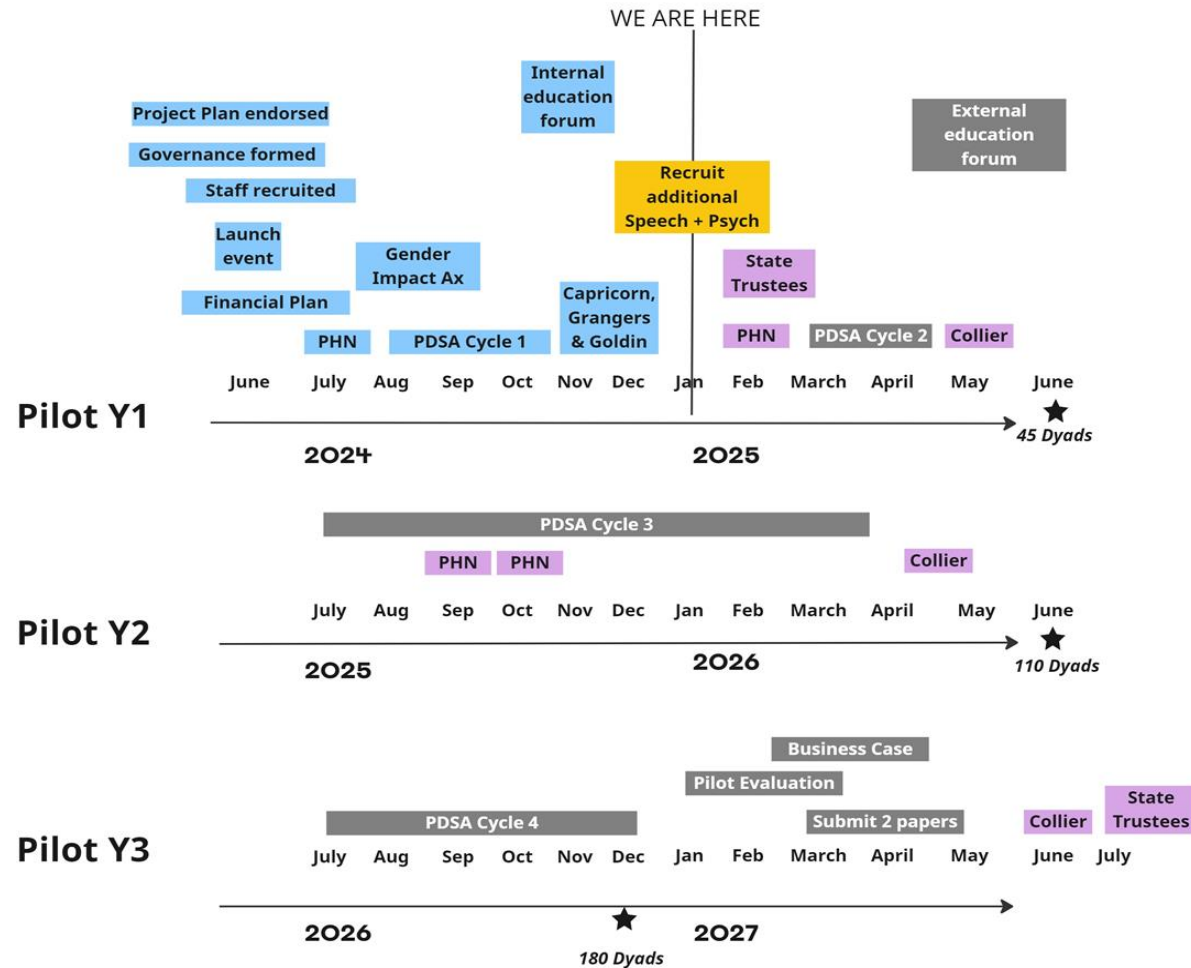 WE ARE HERE
Internal
education
forum
Project Plan endorsed
External
education
forum
Governance formed
Recruit
additional
Speech + Psych
Staff recruited
Launch
event
Gender
Impact Ax
State
Trustees
Financial Plan
Capricorn,
Grangers
& Goldin
PHN
PDSA Cycle 1
PHN
PDSA Cycle 2
Collier
June July Aug Sep Oct Nov Dec Jan Feb March April May June
Pilot Y1
45 Dyads
2024 2025
PDSA Cycle 3
PHN PHN Collier
July Aug Sep Oct Nov Dec Jan Feb March April May June
Pilot Y2
2025 2026
110 Dyads
Business Case
Pilot Evaluation
State
Trustees
PDSA Cycle 4
Submit 2 papers
Collier
Pilot Y3
July Aug Sep Oct Nov Dec Jan Feb March April May June July
2026 2027
180 Dyads